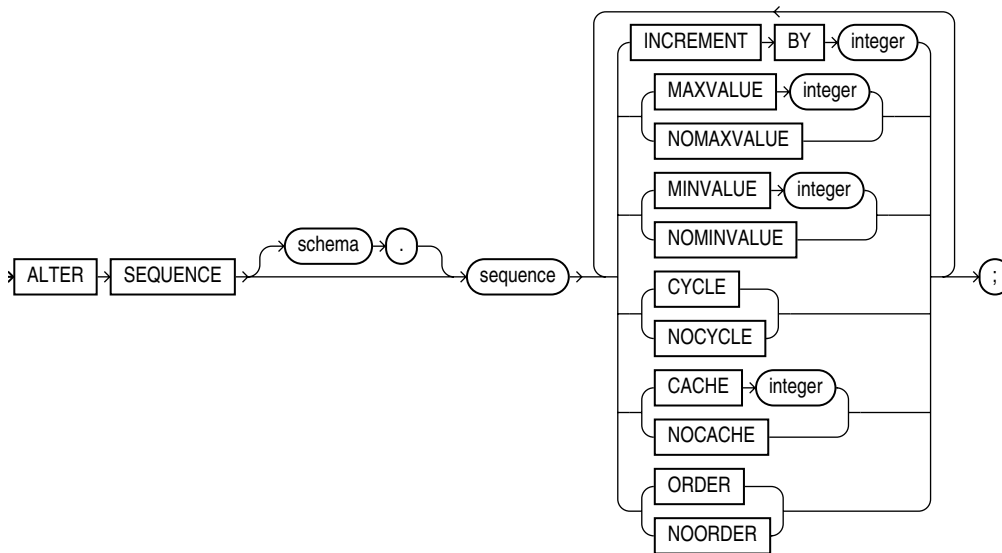 INCREMENT BY integer
MAXVALUE integer
NOMAXVALUE
MINVALUE integer
NOMINVALUE
schema .
ALTER SEQUENCE sequence ;
CYCLE
NOCYCLE
CACHE integer
NOCACHE
ORDER
NOORDER